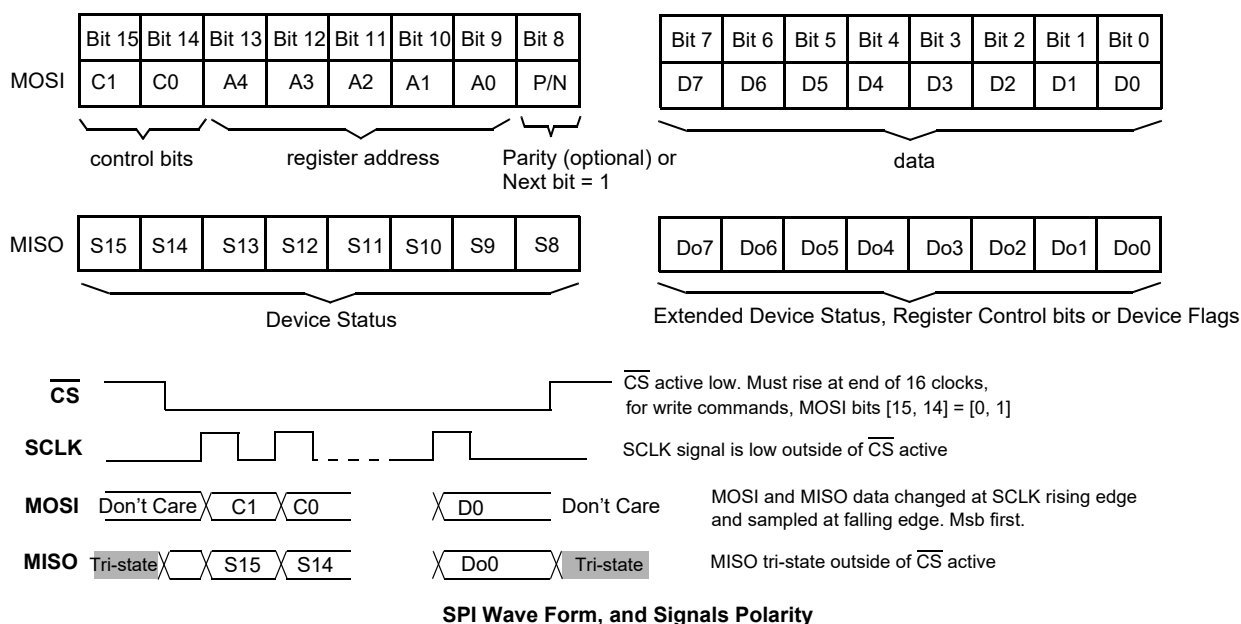 Bit 15 Bit 14 Bit 13 Bit 12 Bit 11 Bit 10 Bit 9 Bit 8 Bit 7 Bit 6 Bit 5 Bit 4 Bit 3 Bit 2 Bit 1 Bit 0
MOSI C1 C0 A4 A3 A2 A1 A0 P/N D7 D6 D5 D4 D3 D2 D1 D0
control bits register address Parity (optional) or data
Next bit = 1
MISO S15 S14 S13 S12 S11 S10 S9 S8 Do7 Do6 Do5 Do4 Do3 Do2 Do1 Do0
Device Status Extended Device Status, Register Control bits or Device Flags
CS CS active low. Must rise at end of 16 clocks,
for write commands, MOSI bits [15, 14] = [0, 1]
SCLK SCLK signal is low outside of CS active
MOSI Don't Care C1 C0 D0 Don't Care MOSI and MISO data changed at SCLK rising edge
and sampled at falling edge. Msb first.
MISO Tri-state S15 S14 Do0 Tri-state MISO tri-state outside of CS active
SPI Wave Form, and Signals Polarity